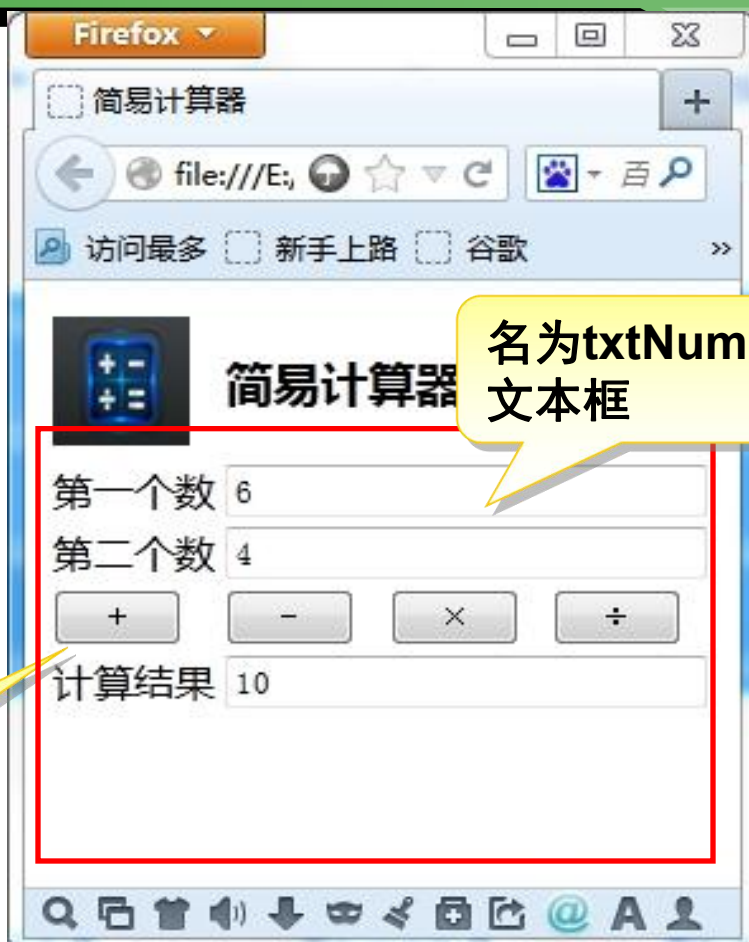 Firefox
简易计算器
file:///E:,
百
访问最多 新手上路 谷歌 »
简易计算器
名为txtNum
文本框
第一个数 6
第二个数 4
+ - × ÷
计算结果 10